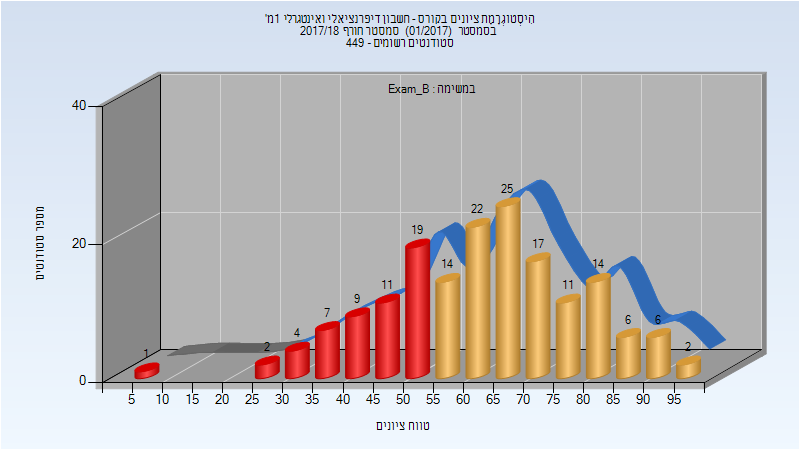 היסטוגרמת ציונים בקורס - חשבון דיפרנציאלי ואינטגרלי 1מ'
בסמסטר (01/2017) סמסטר חורף 2017/18
סטודנטים רשומים - 449
במשימה : Exam_B
40
20
0
מספר סטודנטים
1 2 4 7 9 11 19 14 22 25 17 11 14 6 6 2
5 10 15 20 25 30 35 40 45 50 55 60 65 70 75 80 85 90 95
טווח ציונים